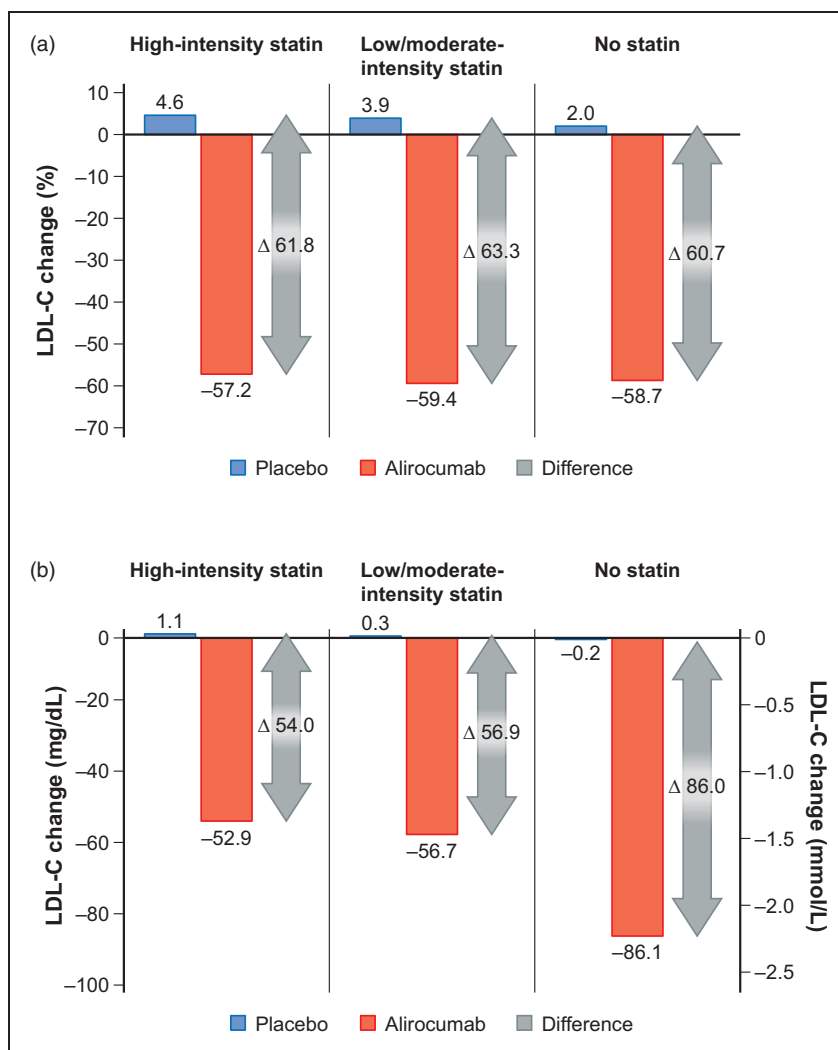 (a)
High-intensity statin
Low/moderate-
intensity statin
No statin
LDL-C change (%)
10
0
–10
–20
–30
–40
–50
–60
–70
4.6
Δ 61.8
–57.2
3.9
Δ 63.3
–59.4
2.0
Δ 60.7
–58.7
Placebo
Alirocumab
Difference
(b)
High-intensity statin
Low/moderate-
intensity statin
No statin
LDL-C change (mg/dL)
0
–20
–40
–60
–80
–100
1.1
Δ 54.0
–52.9
0.3
Δ 56.9
–56.7
–0.2
Δ 86.0
–86.1
0
–0.5
–1.0
–1.5
–2.0
–2.5
LDL-C change
(mmol/L)
Placebo
Alirocumab
Difference